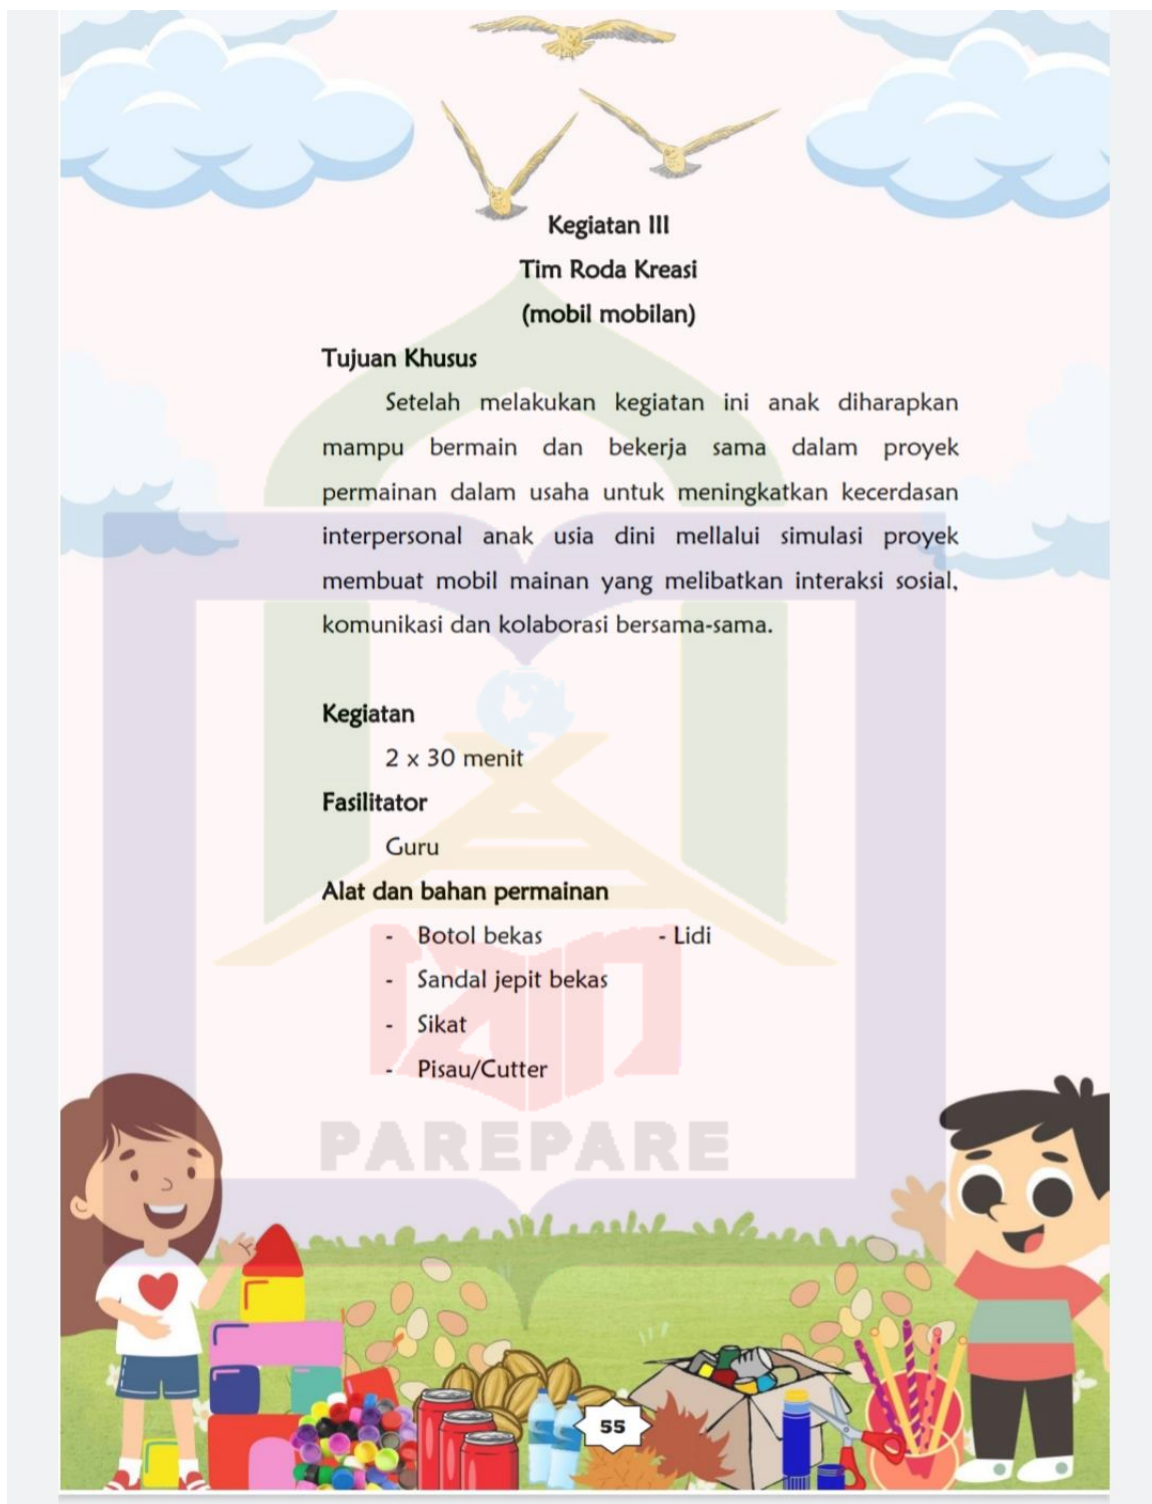 Kegiatan III
Tim Roda Kreasi
(mobil mobilan)
Tujuan Khusus
Setelah melakukan kegiatan ini anak diharapkan
mampu bermain dan bekerja sama dalam proyek
permainan dalam usaha untuk meningkatkan kecerdasan
interpersonal anak usia dini mellalui simulasi proyek
membuat mobil mainan yang melibatkan interaksi sosial,
komunikasi dan kolaborasi bersama-sama.
Kegiatan
2 x 30 menit
Fasilitator
Guru
Alat dan bahan permainan
- Botol bekas - Lidi
- Sandal jepit bekas
- Sikat
- Pisau/Cutter
PAREPARE
55